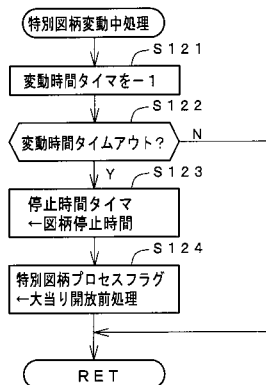 特別図柄変動中処理
S121
変動時間タイマを－1
S122
変動時間タイムアウト？
N
Y
S123
停止時間タイマ
←図柄停止時間
S124
特別図柄プロセスフラグ
←大当り開放前処理
RET